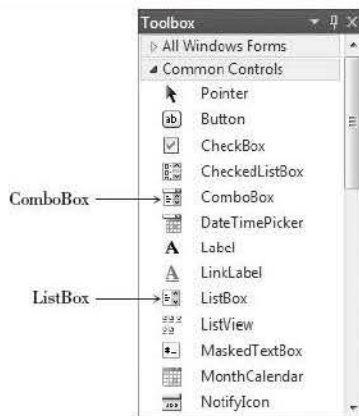 Toolbox
All Windows Forms
Common Controls
Pointer
ab Button
CheckBox
CheckedListBox
ComboBox ComboBox
DateTimePicker
A Label
A LinkLabel
ListBox ListBox
ListView
MaskedTextBox
MonthCalendar
NotifyIcon